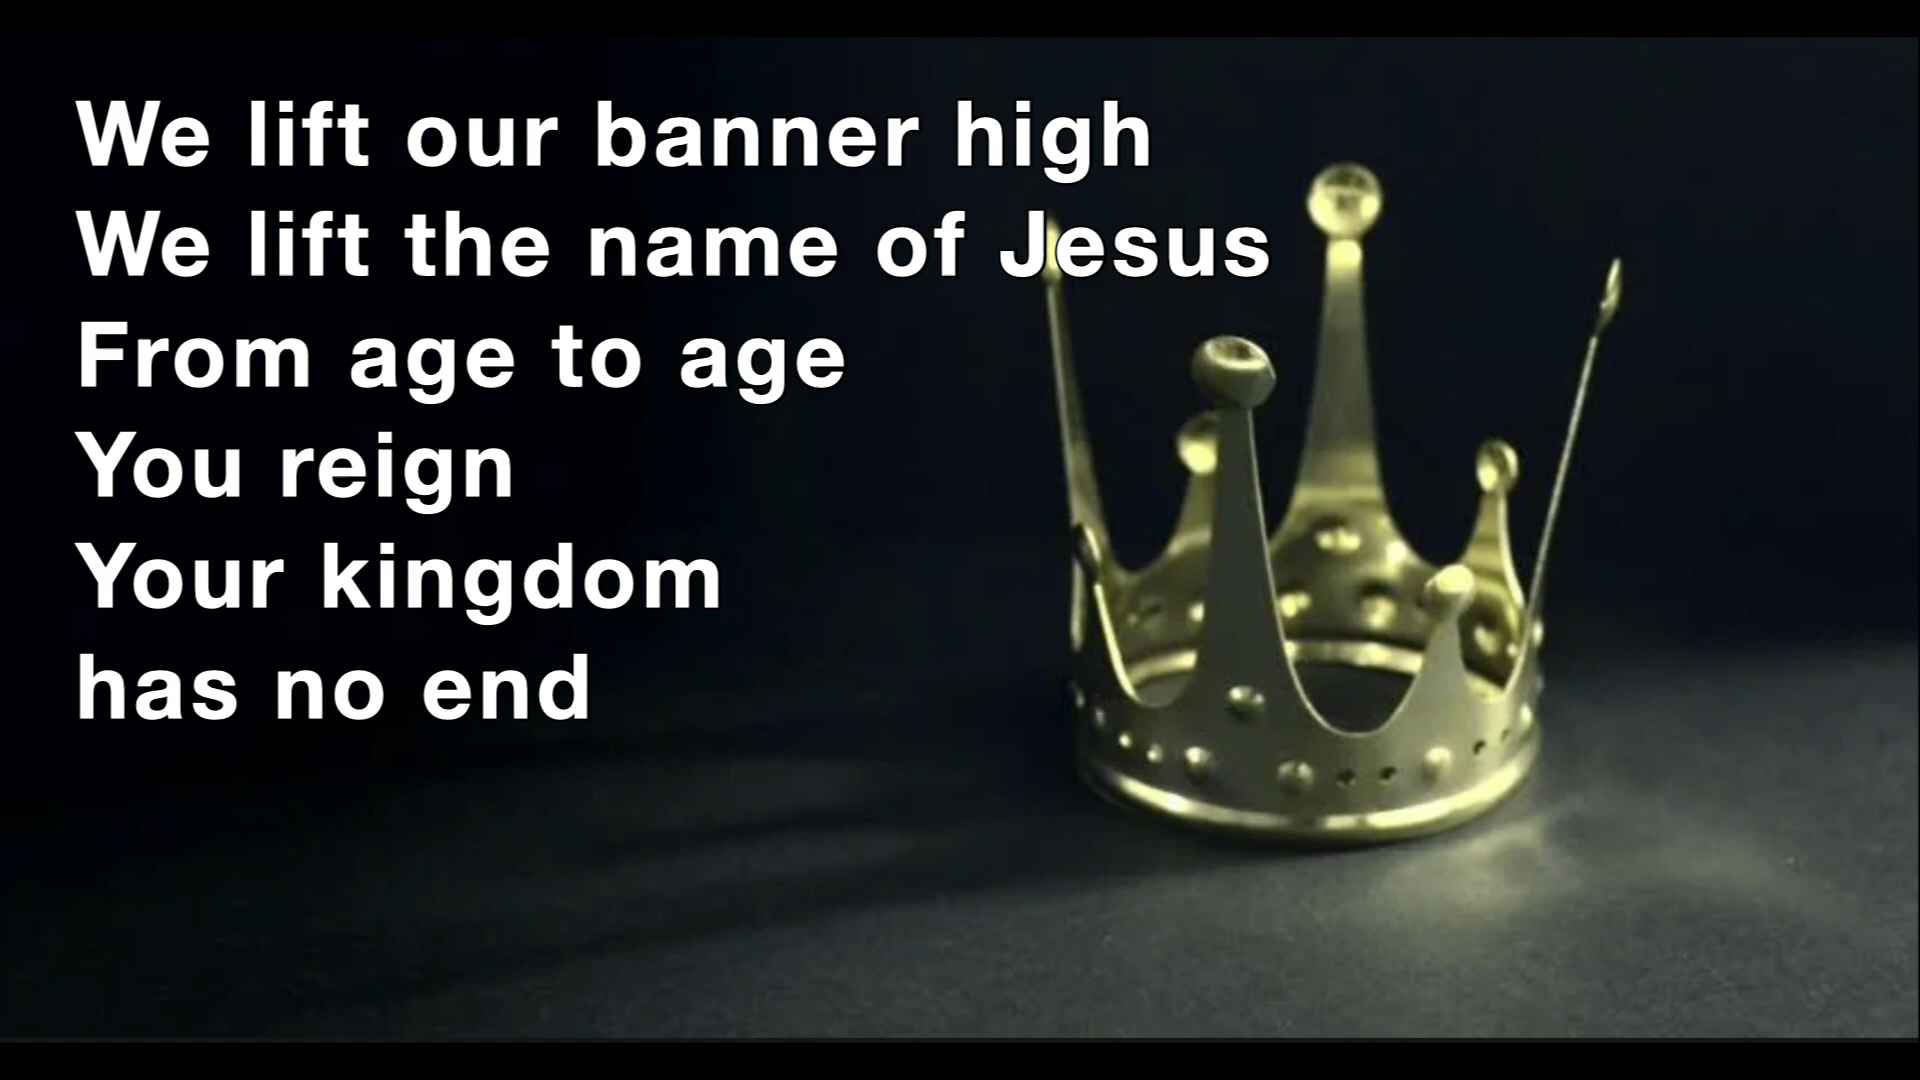 We lift our banner high
We lift the name of Jesus
From age to age
You reign
Your kingdom
has no end